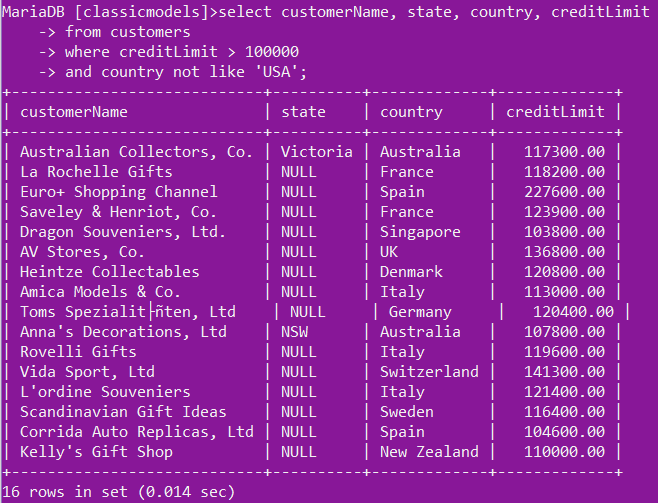 MariaDB [classicmodels]>select customerName, state, country, creditLimit
    -> from customers
    -> where creditLimit > 100000
    -> and country not like 'USA';
+----------------------------+----------+-------------+-------------+
| customerName               | state    | country     | creditLimit |
+----------------------------+----------+-------------+-------------+
| Australian Collectors, Co. | Victoria | Australia   |   117300.00 |
| La Rochelle Gifts          | NULL     | France      |   118200.00 |
| Euro+ Shopping Channel     | NULL     | Spain       |   227600.00 |
| Saveley & Henriot, Co.     | NULL     | France      |   123900.00 |
| Dragon Souveniers, Ltd.    | NULL     | Singapore   |   103800.00 |
| AV Stores, Co.             | NULL     | UK          |   136800.00 |
| Heintze Collectables       | NULL     | Denmark     |   120800.00 |
| Amica Models & Co.         | NULL     | Italy       |   113000.00 |
| Toms Spezialit├ñten, Ltd    | NULL     | Germany     |   120400.00 |
| Anna's Decorations, Ltd    | NSW      | Australia   |   107800.00 |
| Rovelli Gifts              | NULL     | Italy       |   119600.00 |
| Vida Sport, Ltd            | NULL     | Switzerland |   141300.00 |
| L'ordine Souveniers        | NULL     | Italy       |   121400.00 |
| Scandinavian Gift Ideas    | NULL     | Sweden      |   116400.00 |
| Corrida Auto Replicas, Ltd | NULL     | Spain       |   104600.00 |
| Kelly's Gift Shop          | NULL     | New Zealand |   110000.00 |
+----------------------------+----------+-------------+-------------+
16 rows in set (0.014 sec)